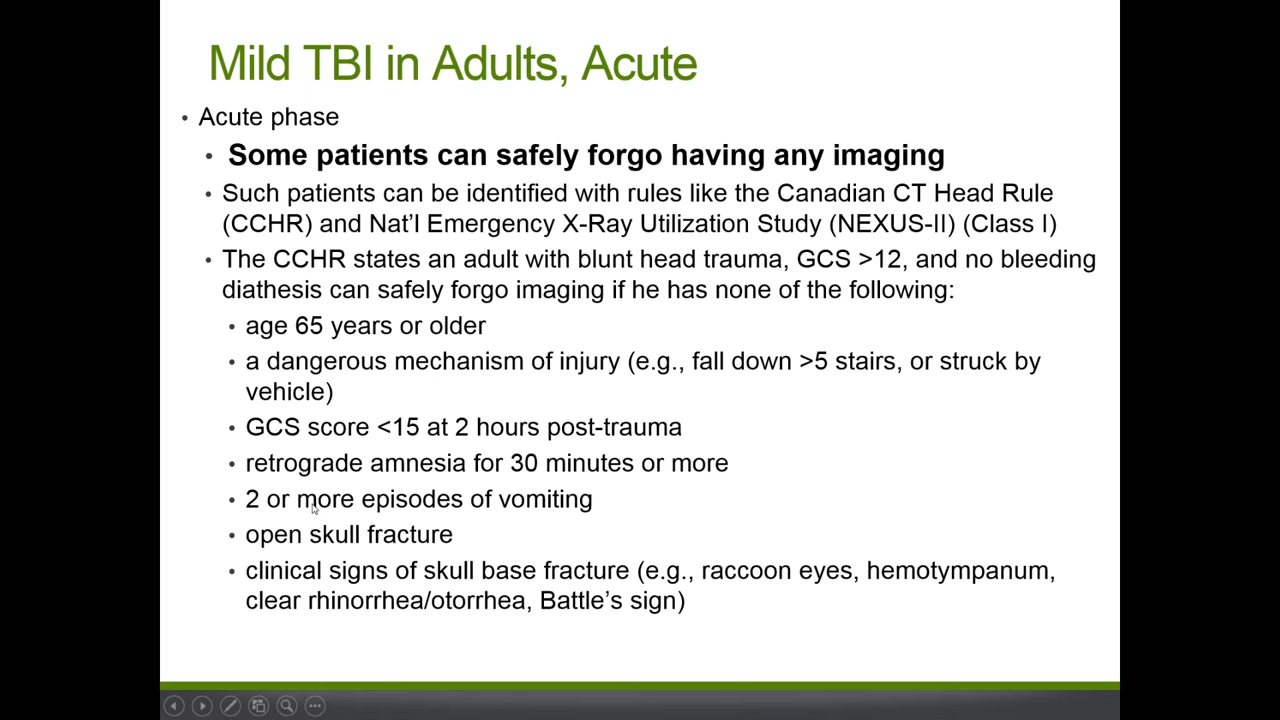 Mild TBI in Adults, Acute
• Acute phase
• Some patients can safely forgo having any imaging
• Such patients can be identified with rules like the Canadian CT Head Rule
(CCHR) and Nat’l Emergency X-Ray Utilization Study (NEXUS-II) (Class I)
• The CCHR states an adult with blunt head trauma, GCS >12, and no bleeding
diathesis can safely forgo imaging if he has none of the following:
• age 65 years or older
• a dangerous mechanism of injury (e.g., fall down >5 stairs, or struck by
vehicle)
• GCS score <15 at 2 hours post-trauma
• retrograde amnesia for 30 minutes or more
• 2 or more episodes of vomiting
• open skull fracture
• clinical signs of skull base fracture (e.g., raccoon eyes, hemotympanum,
clear rhinorrhea/otorrhea, Battle’s sign)